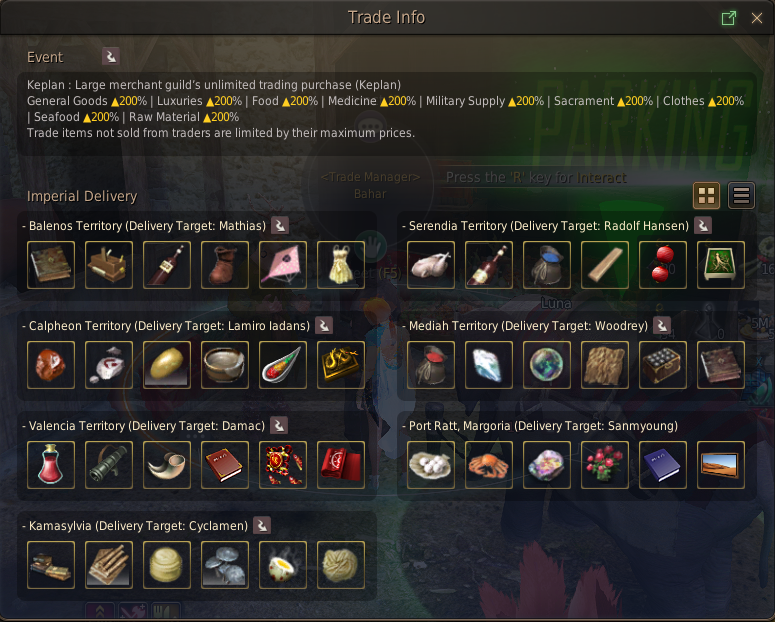 Trade Info
Event
Keplan : Large merchant guild's unlimited trading purchase (Keplan)
General Goods ▲200% | Luxuries ▲200% | Food ▲200% | Medicine ▲200% | Military Supply ▲200% | Sacrament ▲200% | Clothes ▲200%
| Seafood ▲200% | Raw Material ▲200%
Trade items not sold from traders are limited by their maximum prices.
PARKING
<Trade Manager>
Bahar
Press the 'R' key for Interact
Imperial Delivery
- Balenos Territory (Delivery Target: Mathias)
- Serendia Territory (Delivery Target: Radolf Hansen)
(F5)
Luna
- Calpheon Territory (Delivery Target: Lamiro Iadans)
- Mediah Territory (Delivery Target: Woodrey)
5M
- Valencia Territory (Delivery Target: Damac)
- Port Ratt, Margoria (Delivery Target: Sanmyoung)
- Kamasylvia (Delivery Target: Cyclamen)